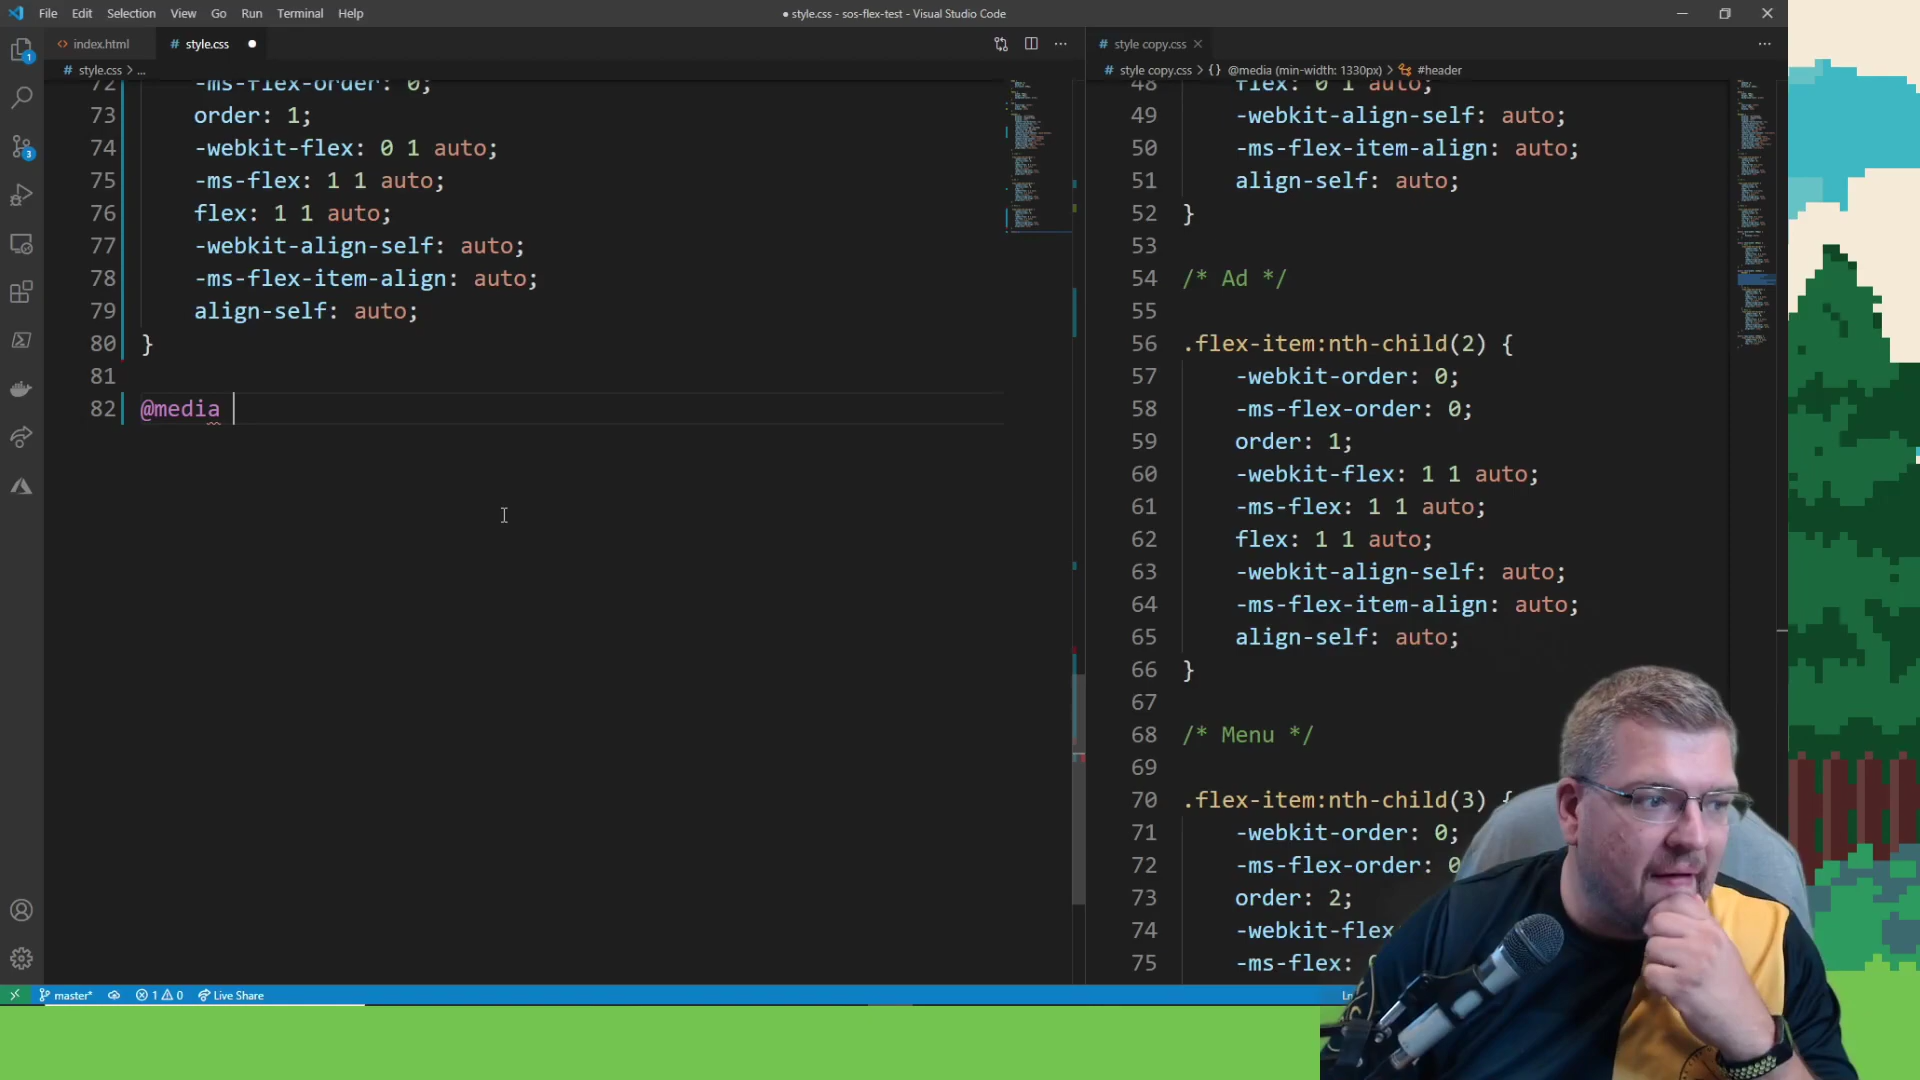 File Edit Selection View Go Run Terminal Help
● style.css - sos-flex-test - Visual Studio Code
index.html
# style.css ●
# style copy.css ×
# style.css > ...
# style copy.css > {} @media (min-width: 1330px) > #header
72 -ms-flex-order: 0;
73 order: 1;
74 -webkit-flex: 0 1 auto;
75 -ms-flex: 1 1 auto;
76 flex: 1 1 auto;
77 -webkit-align-self: auto;
78 -ms-flex-item-align: auto;
79 align-self: auto;
80 }
81
82 @media
48 flex: 0 1 auto;
49 -webkit-align-self: auto;
50 -ms-flex-item-align: auto;
51 align-self: auto;
52 }
53
54 /* Ad */
55
56 .flex-item:nth-child(2) {
57 -webkit-order: 0;
58 -ms-flex-order: 0;
59 order: 1;
60 -webkit-flex: 1 1 auto;
61 -ms-flex: 1 1 auto;
62 flex: 1 1 auto;
63 -webkit-align-self: auto;
64 -ms-flex-item-align: auto;
65 align-self: auto;
66 }
67
68 /* Menu */
69
70 .flex-item:nth-child(3) {
71 -webkit-order: 0;
72 -ms-flex-order: 0
73 order: 2;
74 -webkit-flex
75 -ms-flex:
1
3
master* 1 0 Live Share
Ln